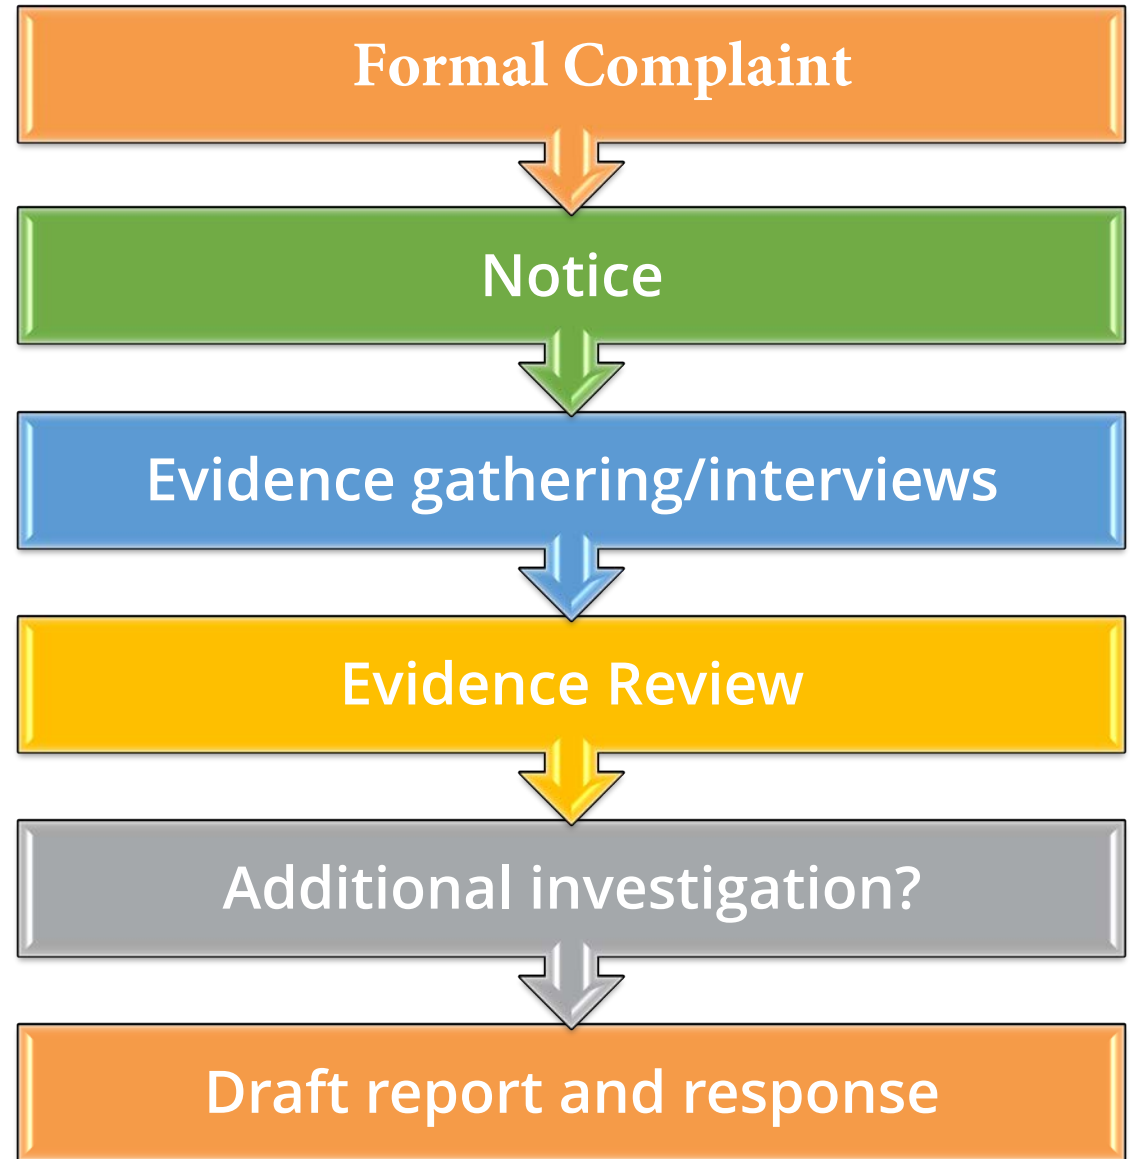 Formal Complaint
Notice
Evidence gathering/interviews
Evidence Review
Additional investigation?
Draft report and response